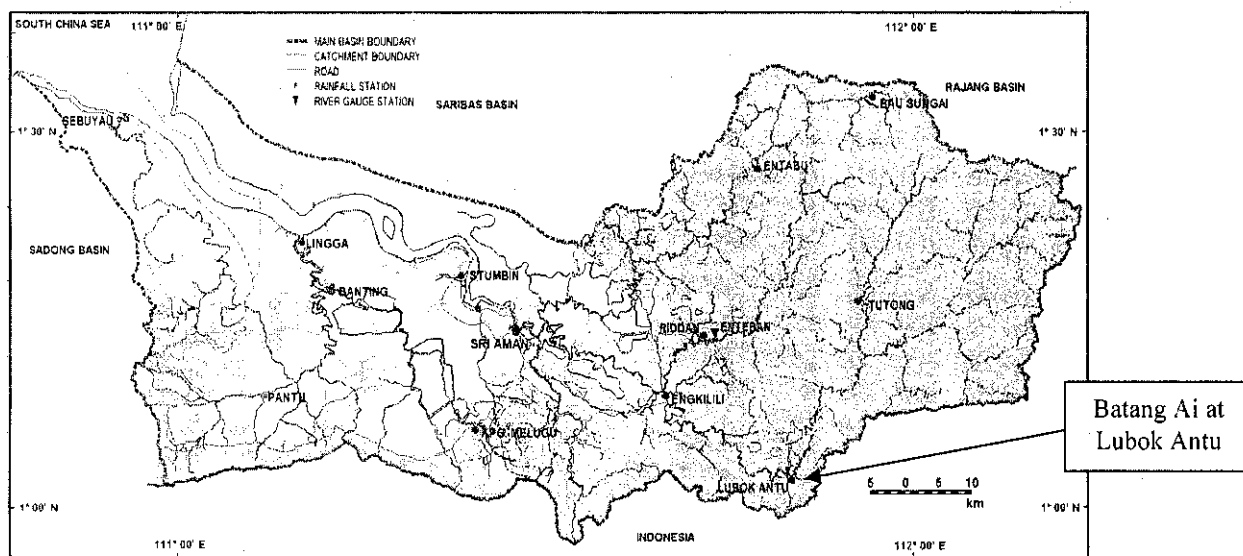 SOUTH CHINA SEA
111° 00' E
112° 00' E
MAIN BASIN BOUNDARY
CATCHMENT BOUNDARY
ROAD
RAINFALL STATION
RIVER GAUGE STATION
SARIBAS BASIN
RAJANG BASIN
BAU SUNGAI
SEBUYAU
1° 30' N
1° 30' N
ENTABU
SADONG BASIN
LINGGA
STUMBIN
BANTING
TUTONG
RIDDAN
ENTEBAN
SRI AMAN
PANTU
ENGKILILI
Batang Ai at
Lubok Antu
MELUGU
LUBOK ANTU
5 0 10
km
1° 00' N
1° 00' N
111° 00' E
INDONESIA
112° 00' E